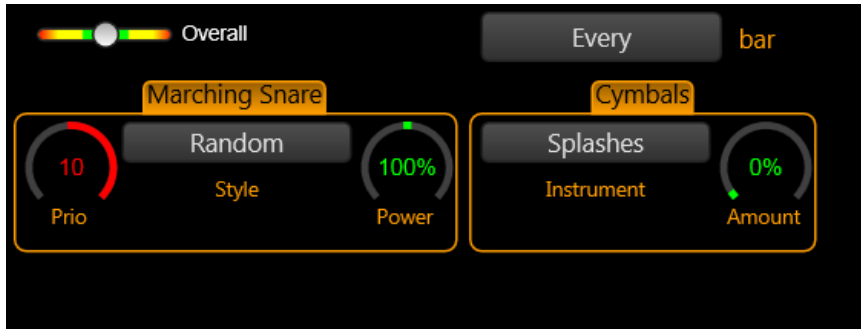 Overall
Every bar
Marching Snare
10
Random
Style
100%
Prio
Power
Cymbals
Splashes
Instrument
0%
Amount